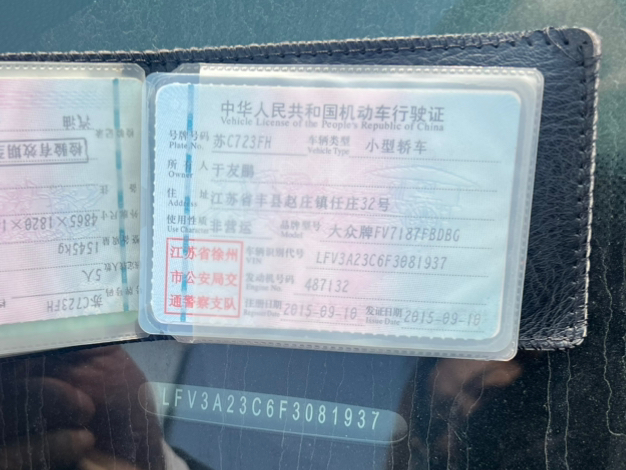 中华人民共和国机动车行驶证
Vehicle License of the People's Republic of China
号牌号码 苏C723FH 车辆类型 小型轿车
Plate No. Vehicle Type
所有人 于友鹏
Owner
住址 江苏省丰县赵庄镇任庄32号
Address
使用性质 非营运 品牌型号 大众牌FV7187FBDBG
Use Character Model
江苏省徐州
市公安局交
通警察支队
车辆识别代号 LFV3A23C6F3081937
VIN
发动机号码 487132
Engine No.
注册日期 2015-09-10 发证日期 2015-09-10
Register Date Issue Date
汽油
检验有效期
4865×1820×1
1545kg
5人
苏C723FH
LFV3A23C6F3081937